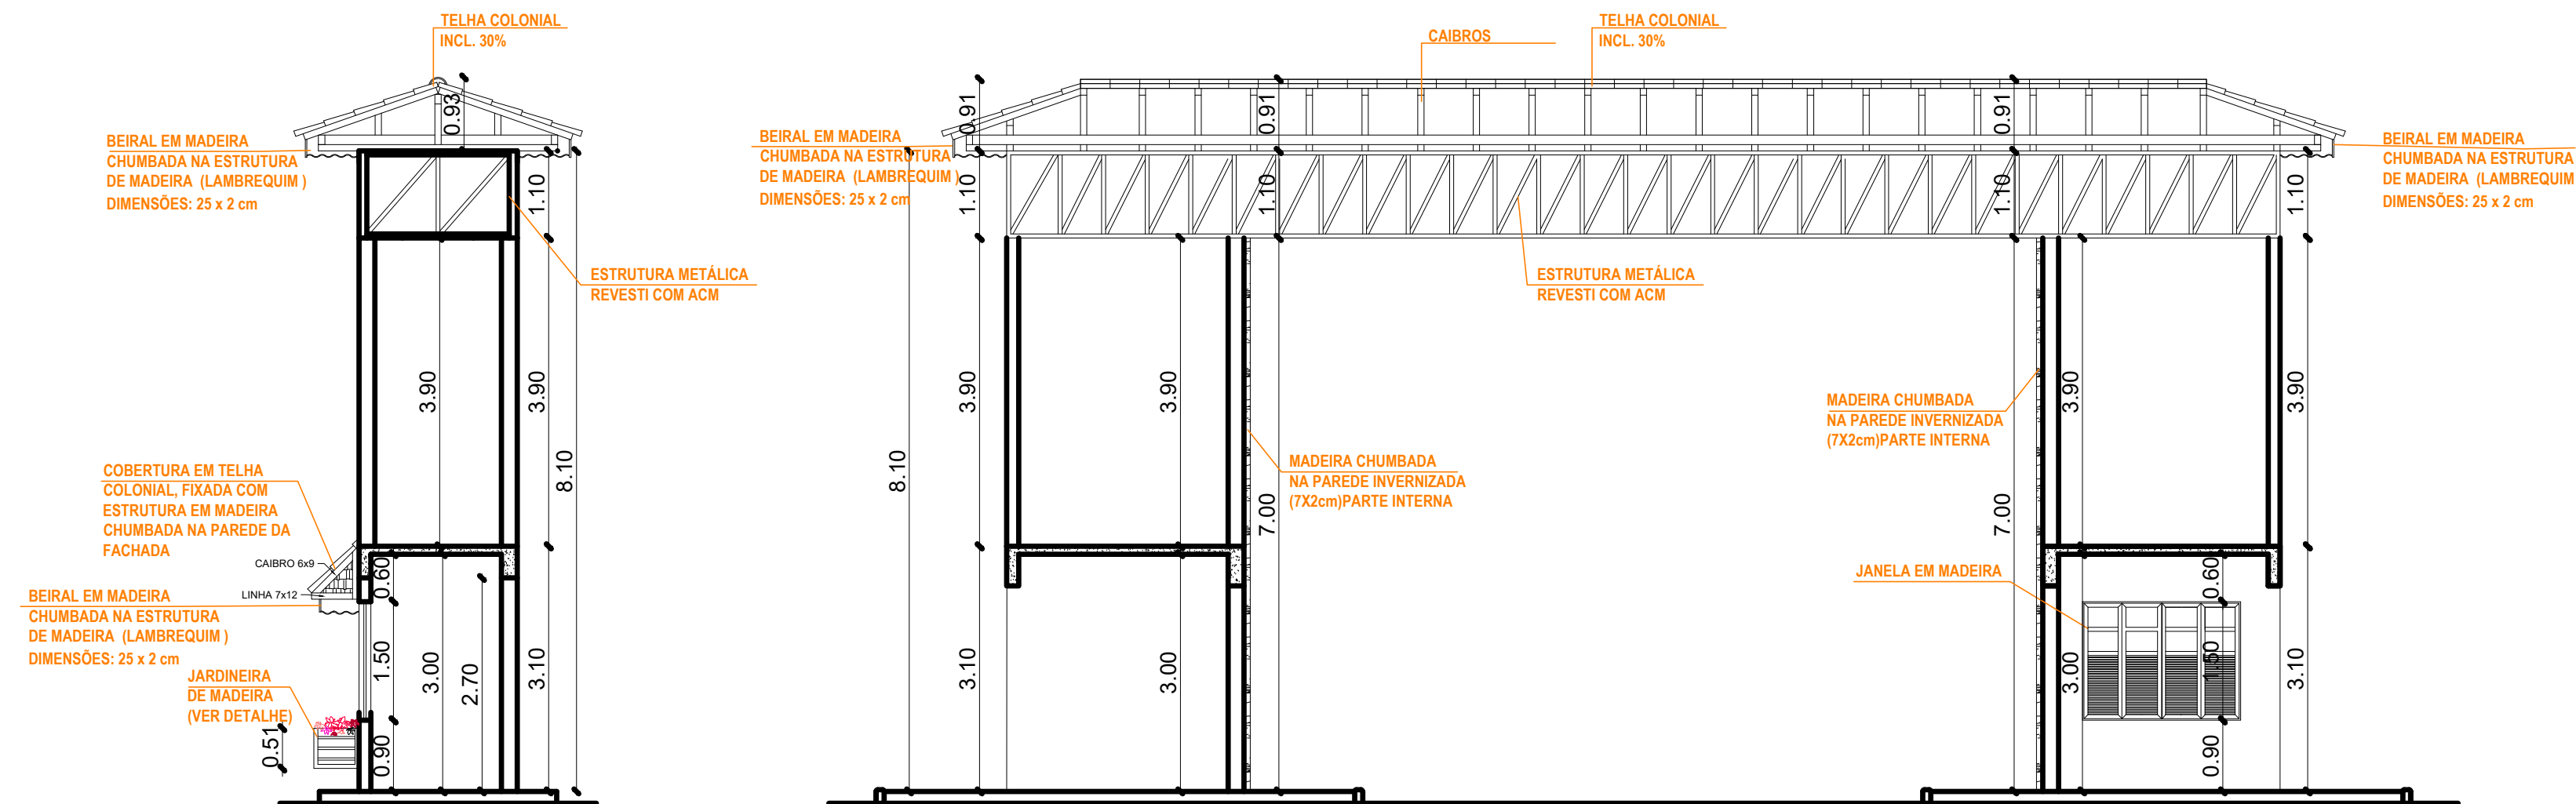 TELHA COLONIAL
INCL. 30%
0.93
BEIRAL EM MADEIRA
CHUMBADA NA ESTRUTURA
DE MADEIRA (LAMBREQUIM )
DIMENSÕES: 25 x 2 cm
1.10
ESTRUTURA METÁLICA
REVESTI COM ACM
3.90
3.90
8.10
COBERTURA EM TELHA
COLONIAL, FIXADA COM
ESTRUTURA EM MADEIRA
CHUMBADA NA PAREDE DA
FACHADA
CAIBRO 6x9
LINHA 7x12
0.60
BEIRAL EM MADEIRA
CHUMBADA NA ESTRUTURA
DE MADEIRA (LAMBREQUIM )
DIMENSÕES: 25 x 2 cm
1.50
3.00
2.70
3.10
JARDINEIRA
DE MADEIRA
(VER DETALHE)
0.51
0.90
CAIBROS
TELHA COLONIAL
INCL. 30%
0.91
0.91
0.91
BEIRAL EM MADEIRA
CHUMBADA NA ESTRUTURA
DE MADEIRA (LAMBREQUIM )
DIMENSÕES: 25 x 2 cm
BEIRAL EM MADEIRA
CHUMBADA NA ESTRUTURA
DE MADEIRA (LAMBREQUIM
DIMENSÕES: 25 x 2 cm
1.10
1.10
1.10
1.10
ESTRUTURA METÁLICA
REVESTI COM ACM
3.90
3.90
3.90
3.90
MADEIRA CHUMBADA
NA PAREDE INVERNIZADA
(7X2cm)PARTE INTERNA
MADEIRA CHUMBADA
NA PAREDE INVERNIZADA
(7X2cm)PARTE INTERNA
8.10
7.00
7.00
JANELA EM MADEIRA
0.60
3.10
3.00
3.00
1.50
3.10
0.90